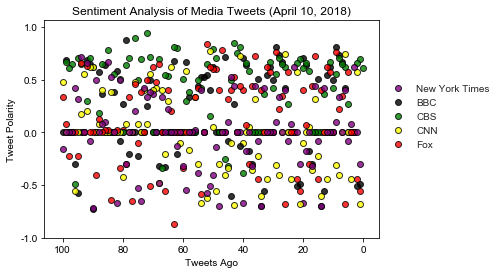 Sentiment Analysis of Media Tweets (April 10, 2018)
1.0
0.5
0.0
-0.5
-1.0
Tweet Polarity
100
80
60
40
20
0
Tweets Ago
New York Times
BBC
CBS
CNN
Fox